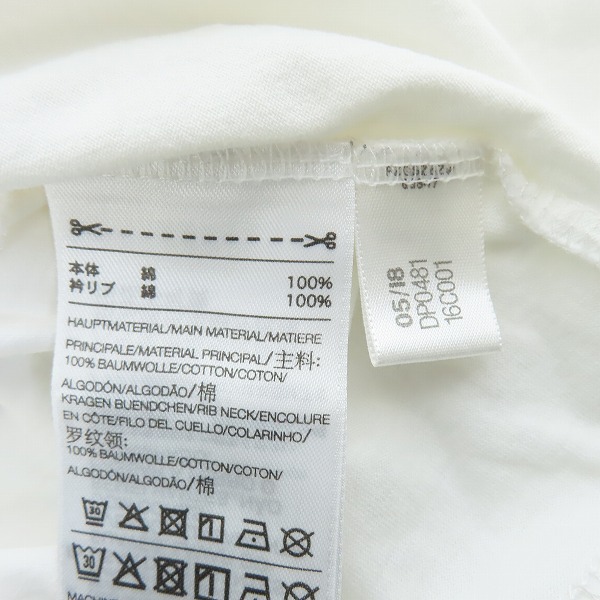 本体 綿 100%
衿リブ 綿 100%
HAUPTMATERIAL/MAIN MATERIAL/MATIERE
PRINCIPALE/MATERIAL PRINCIPAL/主料:
100% BAUMWOLLE/COTTON/COTON/
ALGODÓN/ALGODÃO/棉
KRAGEN BUENDCHEN/RIB NECK/ENCOLURE
EN CÔTE/FILO DEL CUELLO/COLARINHO/
罗纹领:
100% BAUMWOLLE/COTTON/COTON/
ALGODÓN/ALGODÃO/棉
30
30
05/18
DP0481
16C001